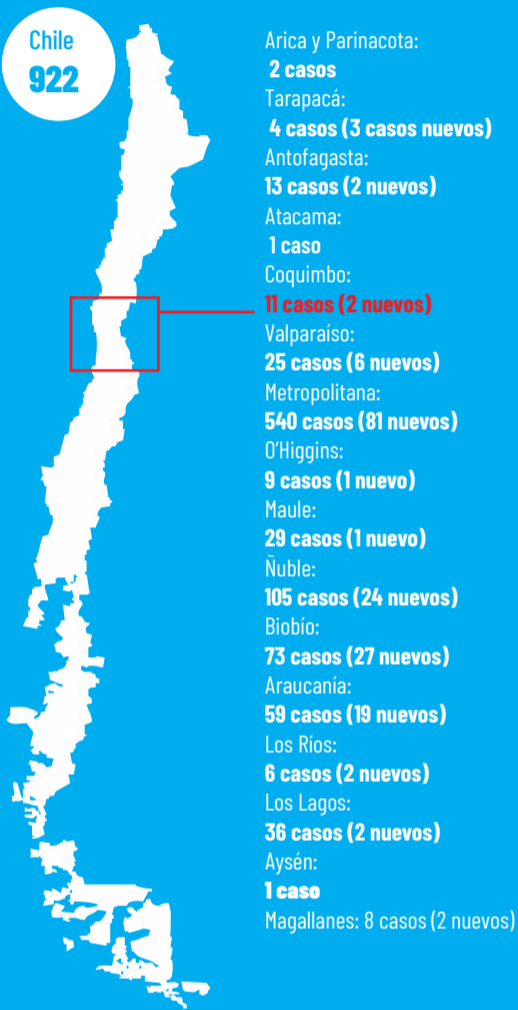 Chile
922
Arica y Parinacota:
2 casos
Tarapacá:
4 casos (3 casos nuevos)
Antofagasta:
13 casos (2 nuevos)
Atacama:
1 caso
Coquimbo:
11 casos (2 nuevos)
Valparaíso:
25 casos (6 nuevos)
Metropolitana:
540 casos (81 nuevos)
O'Higgins:
9 casos (1 nuevo)
Maule:
29 casos (1 nuevo)
Ñuble:
105 casos (24 nuevos)
Biobío:
73 casos (27 nuevos)
Araucanía:
59 casos (19 nuevos)
Los Ríos:
6 casos (2 nuevos)
Los Lagos:
36 casos (2 nuevos)
Aysén:
1 caso
Magallanes: 8 casos (2 nuevos)